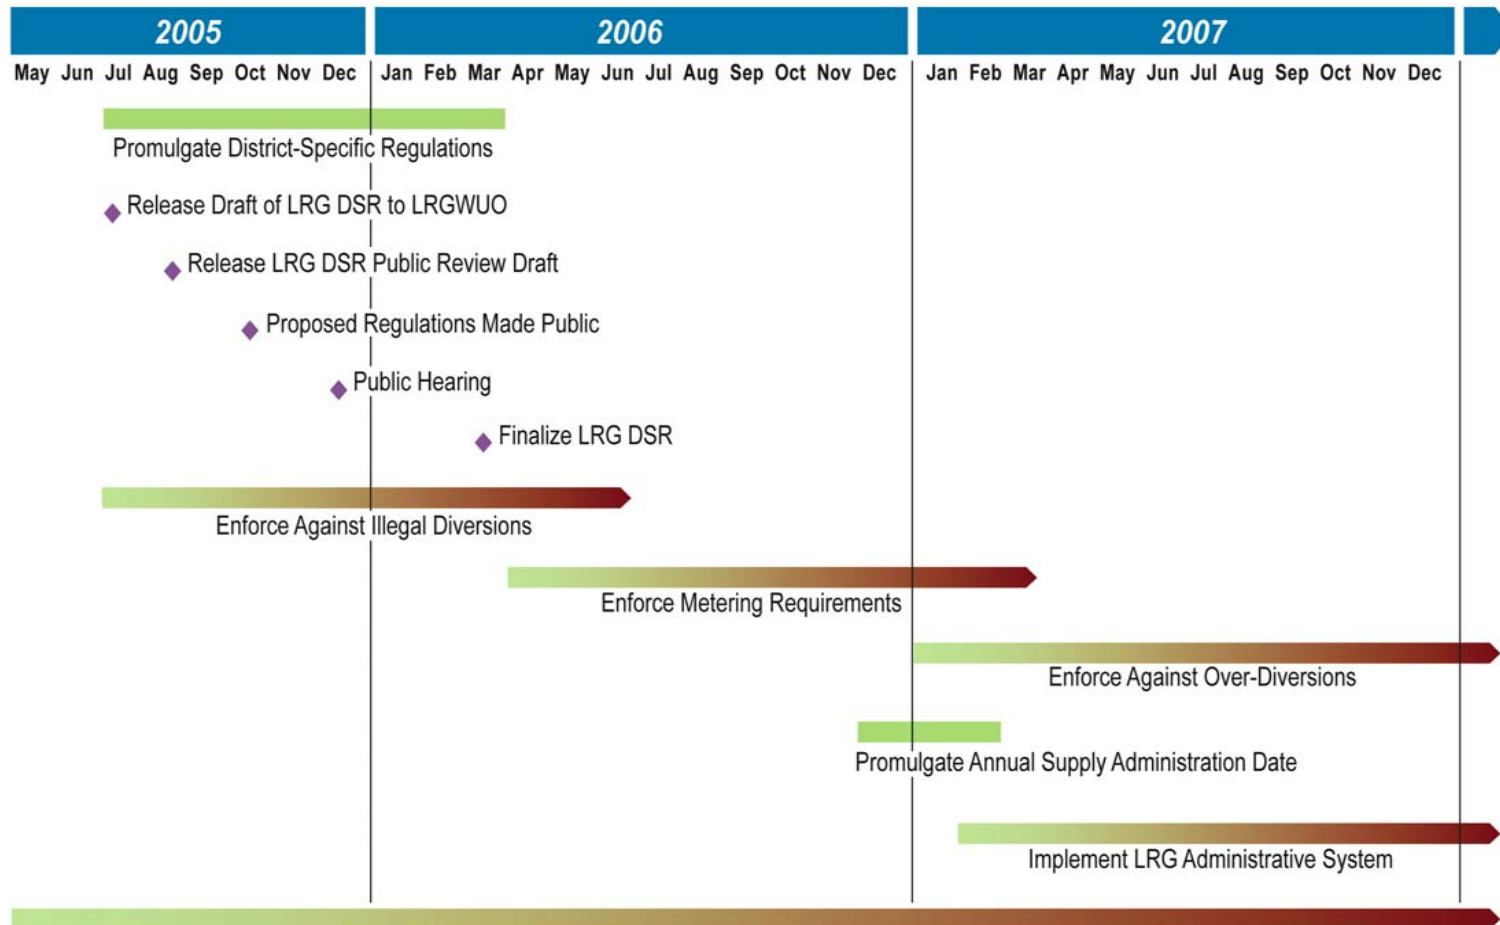 2005 2006 2007
May Jun Jul Aug Sep Oct Nov Dec Jan Feb Mar Apr May Jun Jul Aug Sep Oct Nov Dec Jan Feb Mar Apr May Jun Jul Aug Sep Oct Nov Dec
Promulgate District-Specific Regulations
Release Draft of LRG DSR to LRGWUO
Release LRG DSR Public Review Draft
Proposed Regulations Made Public
Public Hearing
Finalize LRG DSR
Enforce Against Illegal Diversions
Enforce Metering Requirements
Enforce Against Over-Diversions
Promulgate Annual Supply Administration Date
Implement LRG Administrative System